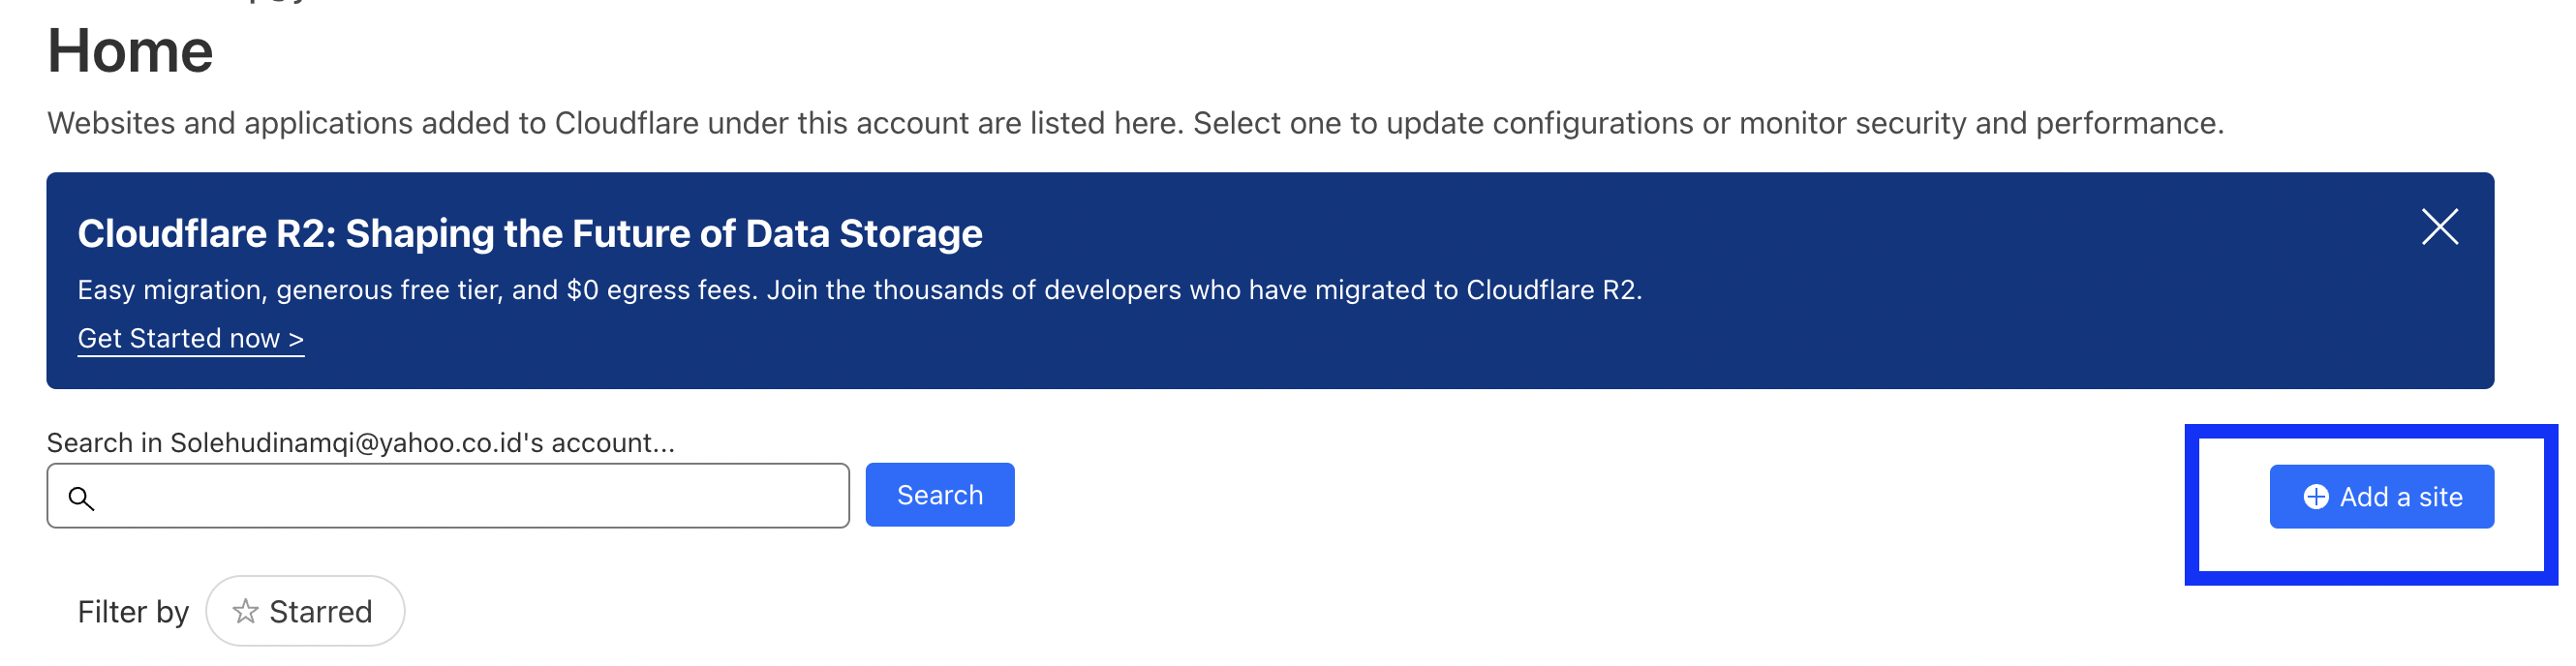 Home
Websites and applications added to Cloudflare under this account are listed here. Select one to update configurations or monitor security and performance.
Cloudflare R2: Shaping the Future of Data Storage
Easy migration, generous free tier, and $0 egress fees. Join the thousands of developers who have migrated to Cloudflare R2.
Get Started now >
Search in Solehudinamqi@yahoo.co.id's account...
Search
Add a site
Filter by
Starred